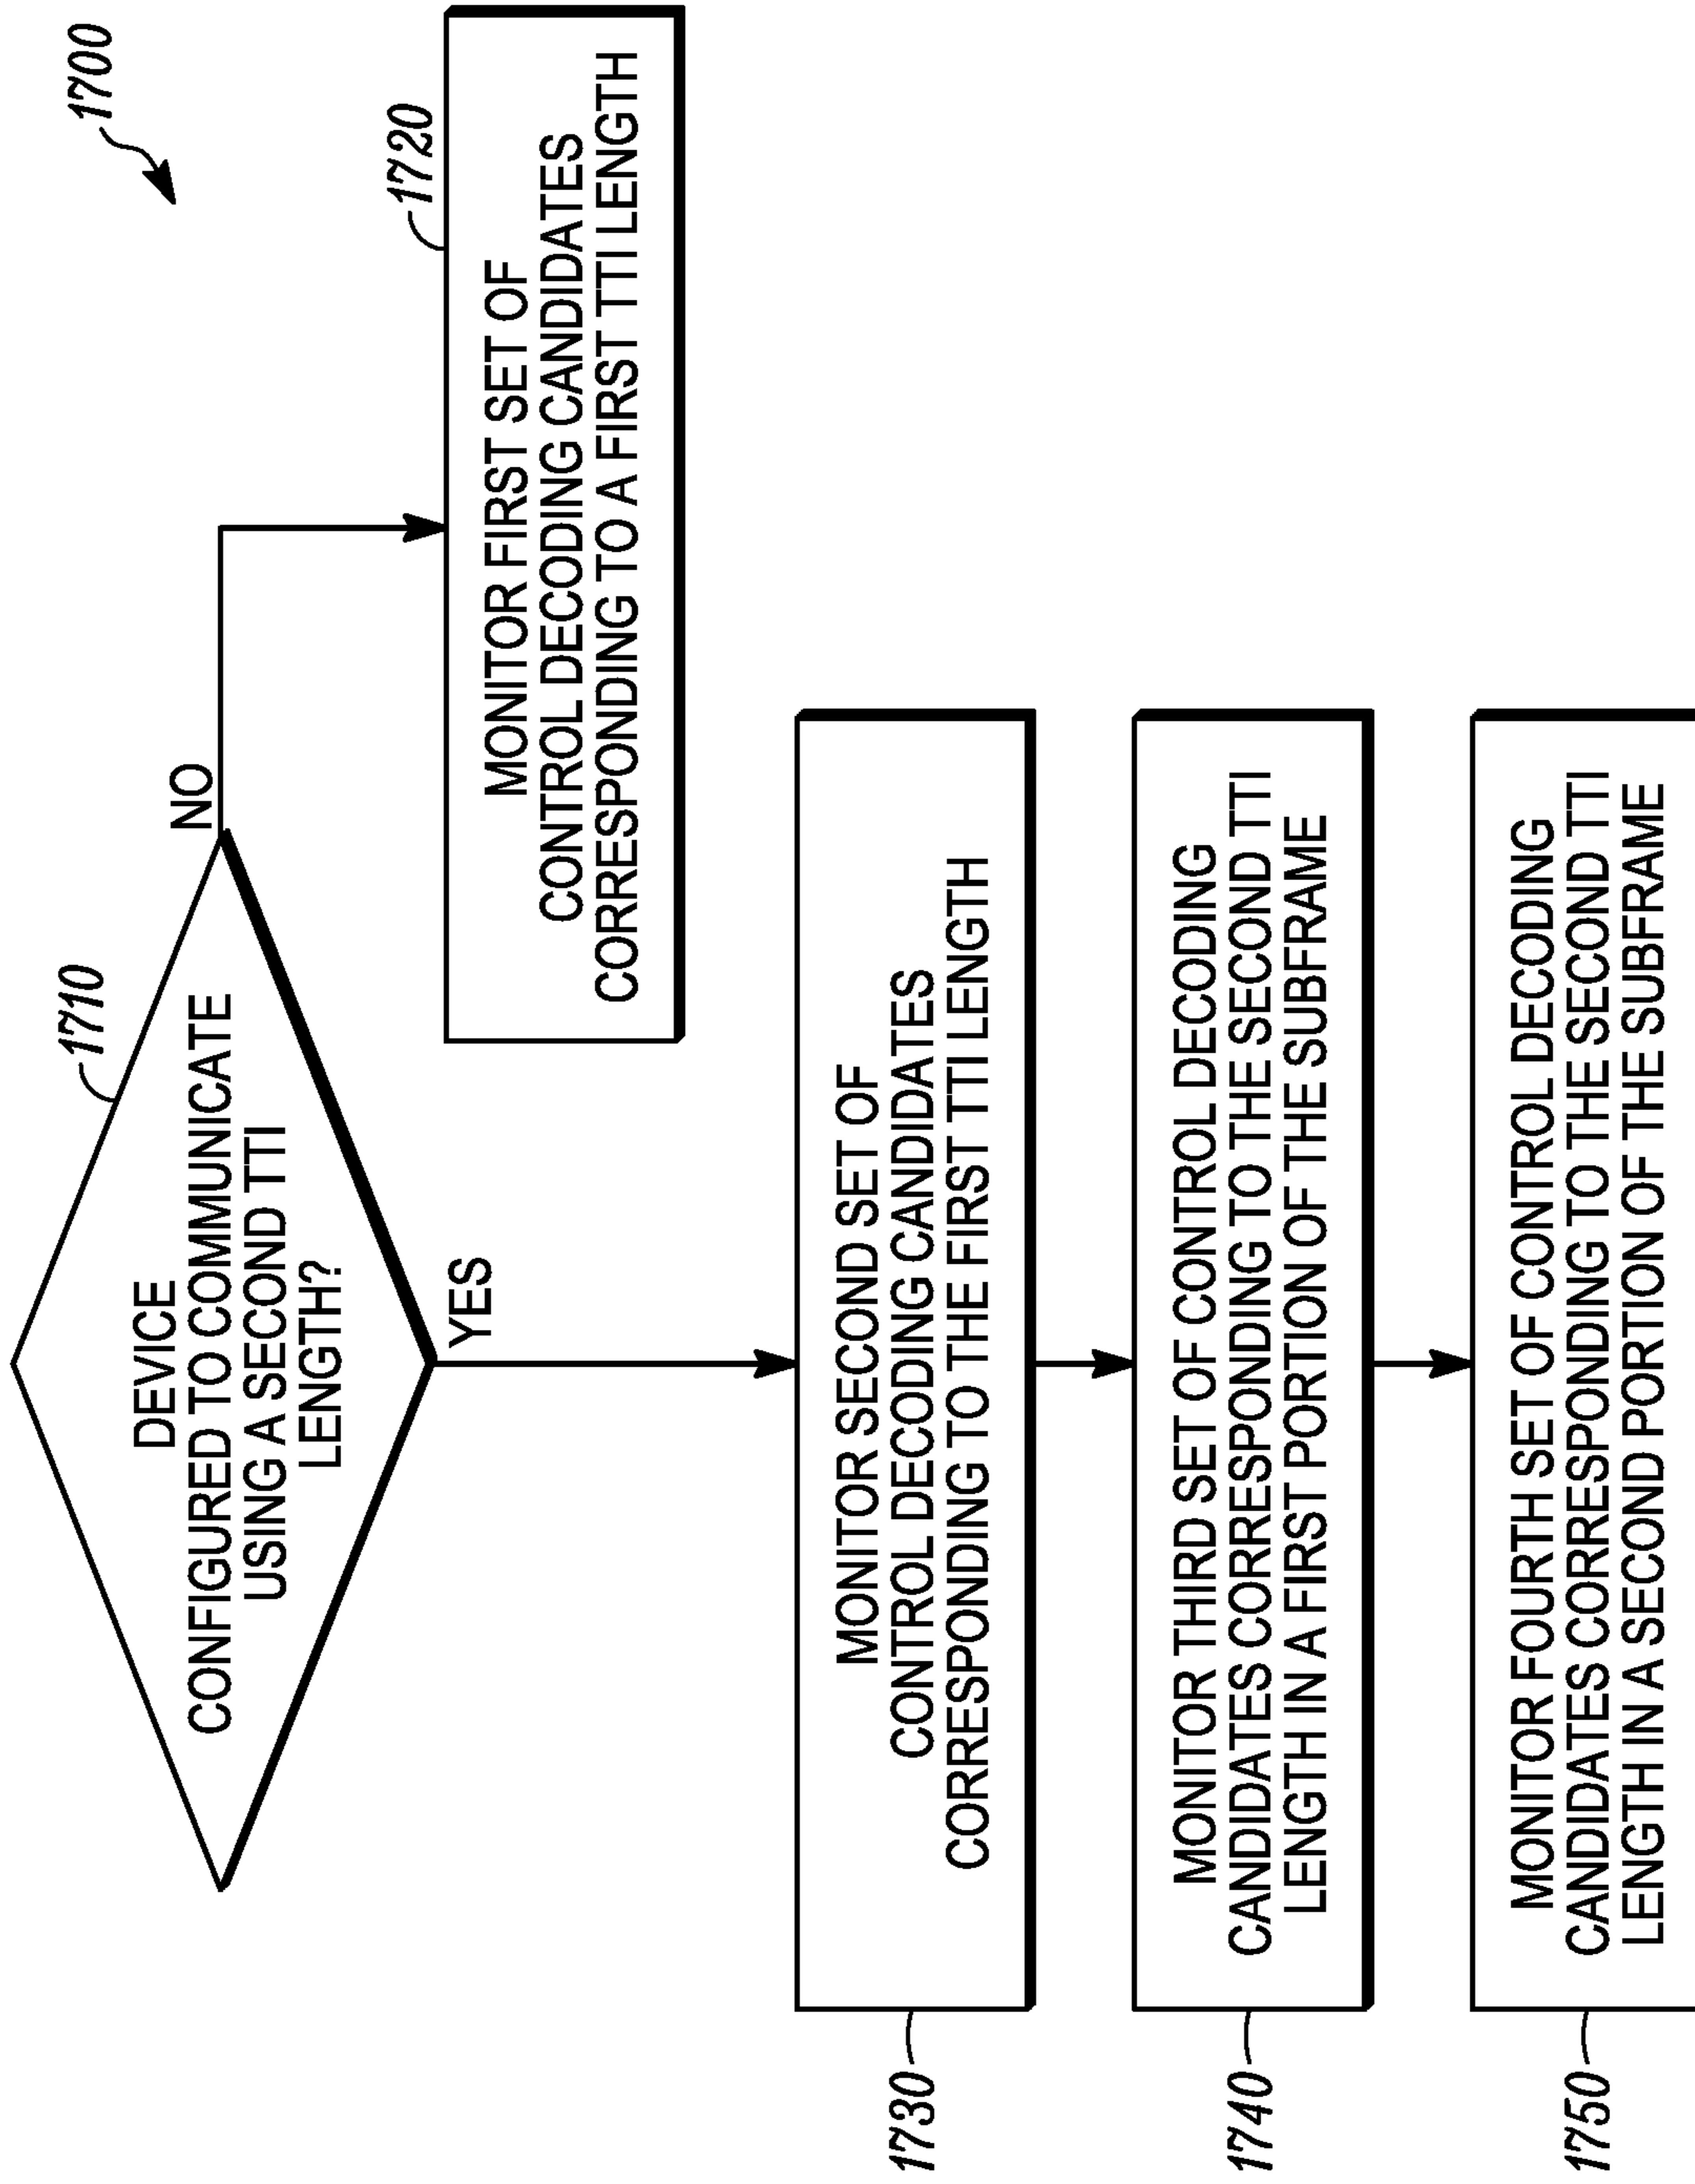 1700
1710
DEVICE
CONFIGURED TO COMMUNICATE
USING A SECOND TTI
LENGTH?
NO
YES
1720
MONITOR FIRST SET OF
CONTROL DECODING CANDIDATES
CORRESPONDING TO A FIRST TTI LENGTH
1730
MONITOR SECOND SET OF
CONTROL DECODING CANDIDATES
CORRESPONDING TO THE FIRST TTI LENGTH
1740
MONITOR THIRD SET OF CONTROL DECODING
CANDIDATES CORRESPONDING TO THE SECOND TTI
LENGTH IN A FIRST PORTION OF THE SUBFRAME
1750
MONITOR FOURTH SET OF CONTROL DECODING
CANDIDATES CORRESPONDING TO THE SECOND TTI
LENGTH IN A SECOND PORTION OF THE SUBFRAME